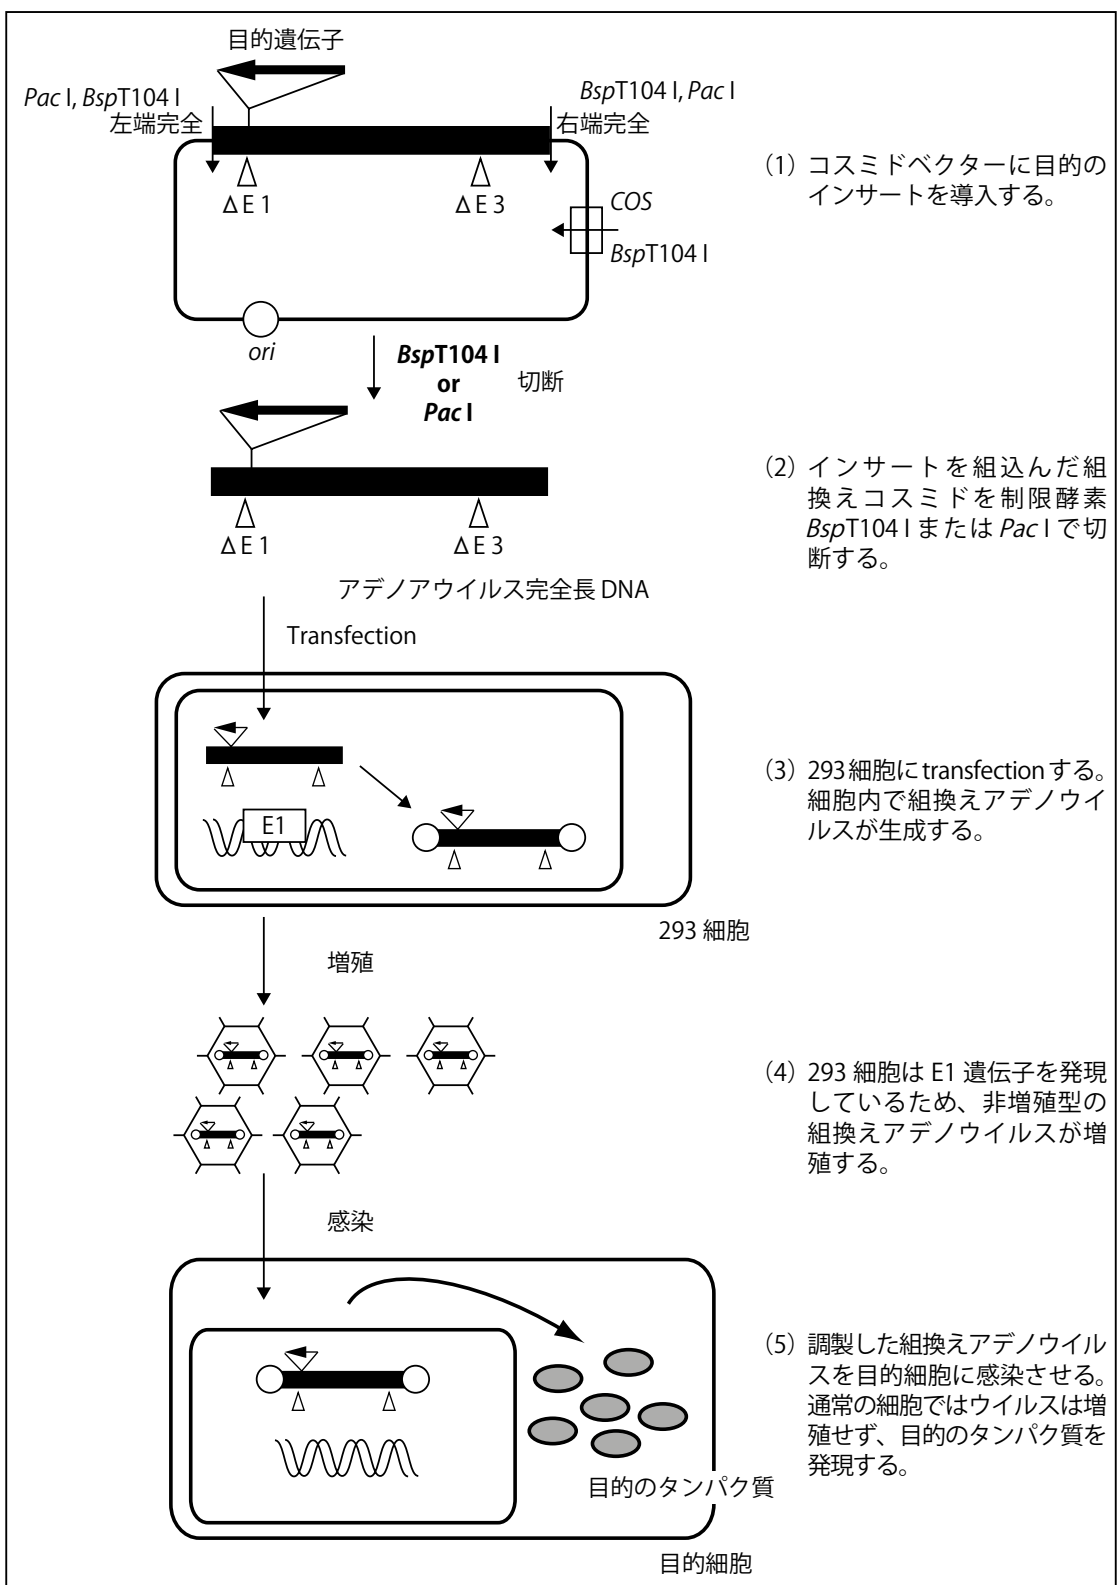 目的遺伝子
Pac I, BspT104 I
左端完全
BspT104 I, Pac I
右端完全
ΔE1
ΔE3
COS
BspT104 I
ori
(1) コスミドベクターに目的の
インサートを導入する。
BspT104 I
or
Pac I
切断
ΔE1
ΔE3
アデノアウイルス完全長 DNA
(2) インサートを組込んだ組
換えコスミドを制限酵素
BspT104 I または Pac I で切
断する。
Transfection
E1
293 細胞
(3) 293細胞にtransfectionする。
細胞内で組換えアデノウイ
ルスが生成する。
増殖
(4) 293 細胞は E1 遺伝子を発現
しているため、非増殖型の
組換えアデノウイルスが増
殖する。
感染
目的のタンパク質
目的細胞
(5) 調製した組換えアデノウイル
スを目的細胞に感染させる。
通常の細胞ではウイルスは増
殖せず、目的のタンパク質を
発現する。